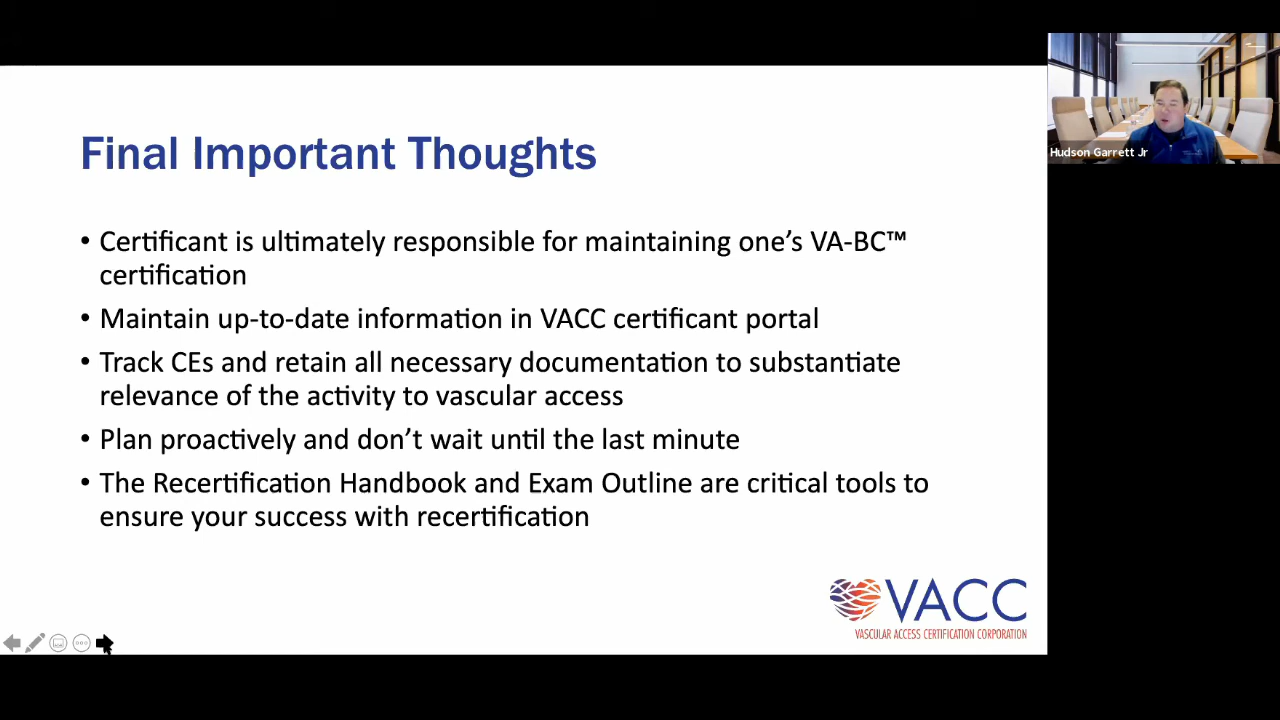 Final Important Thoughts
• Certificant is ultimately responsible for maintaining one’s VA-BC™
certification
• Maintain up-to-date information in VACC certificant portal
• Track CEs and retain all necessary documentation to substantiate
relevance of the activity to vascular access
• Plan proactively and don’t wait until the last minute
• The Recertification Handbook and Exam Outline are critical tools to
ensure your success with recertification
VACC
VASCULAR ACCESS CERTIFICATION CORPORATION
Hudson Garrett Jr